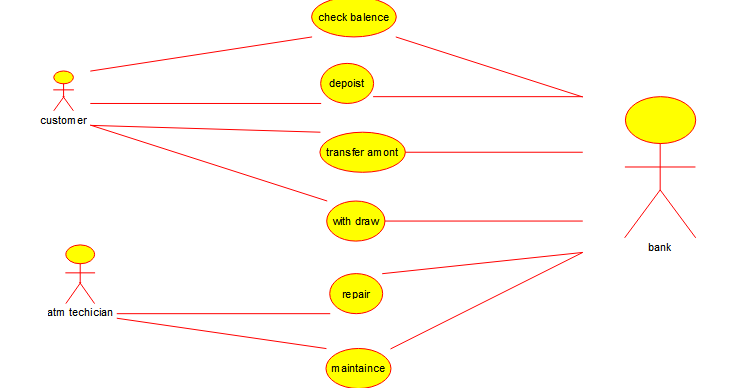 check balence
depoist
customer
transfer amont
with draw
bank
repair
atm techician
maintaince